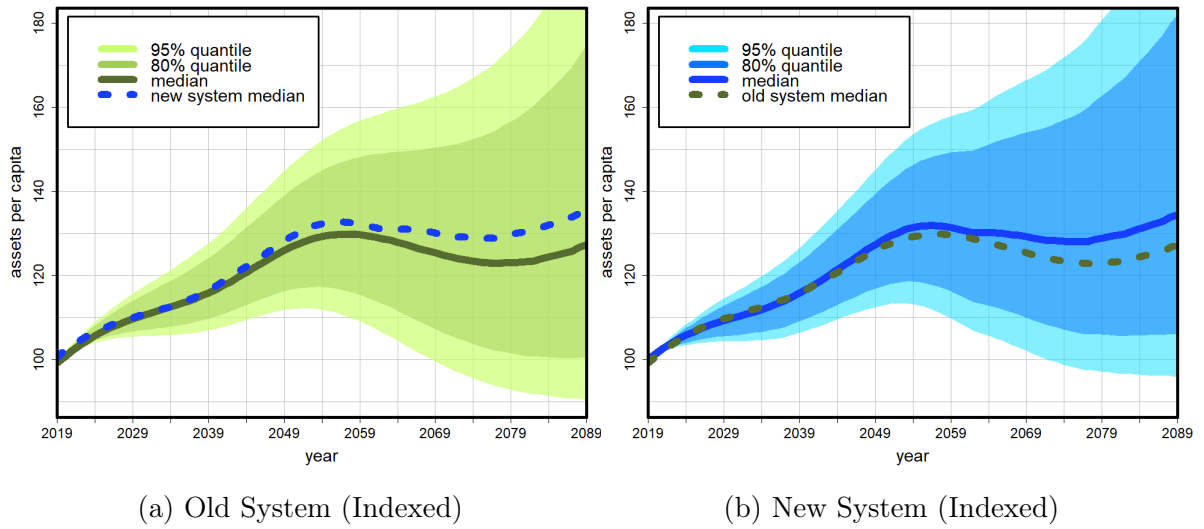 95% quantile
80% quantile
median
new system median
100 120 140 160 180
assets per capita
2019 2029 2039 2049 2059 2069 2079 2089
year
(a) Old System (Indexed)
95% quantile
80% quantile
median
old system median
100 120 140 160 180
assets per capita
2019 2029 2039 2049 2059 2069 2079 2089
year
(b) New System (Indexed)